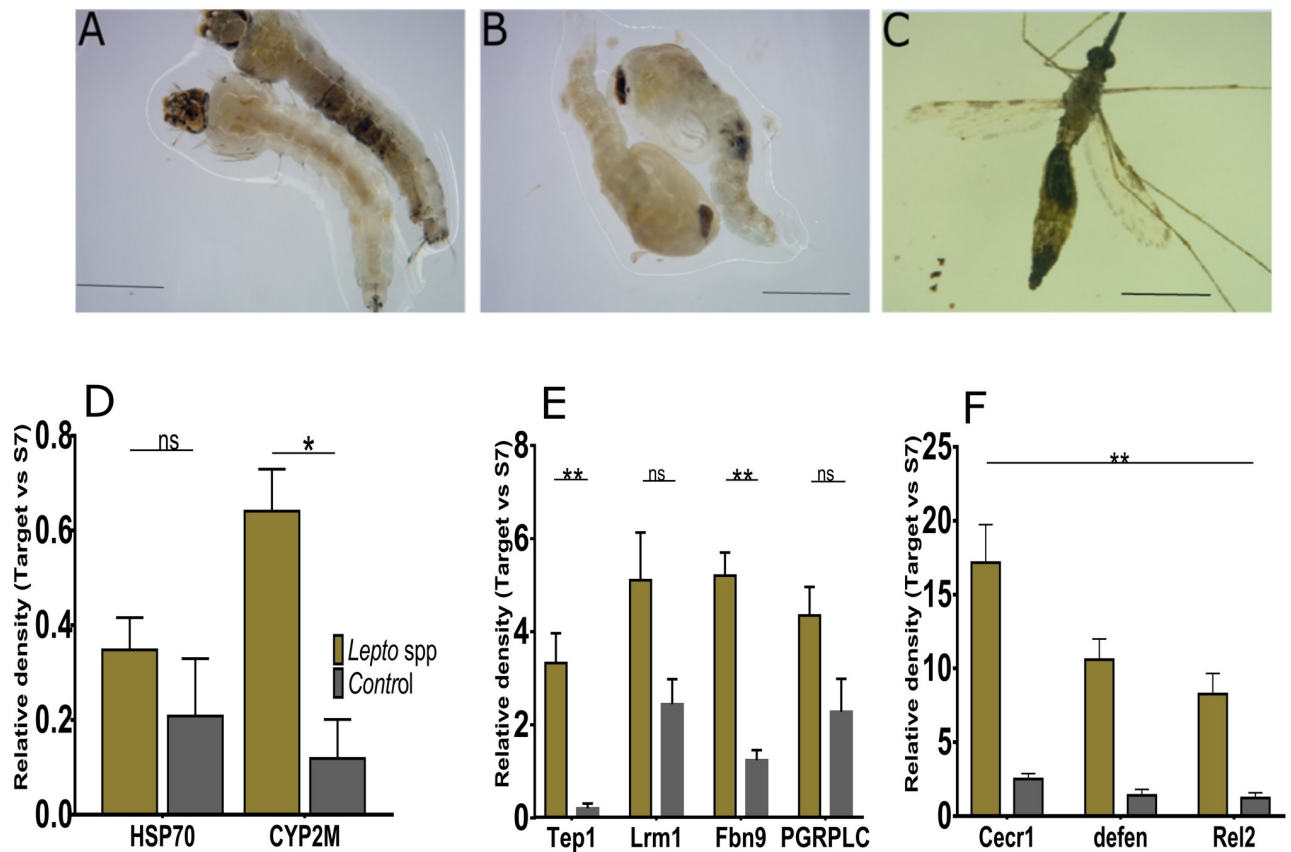 A
B
C
D
Relative density (Target vs S7)
0.8
0.6
0.4
0.2
0.0
ns
*
Lepto spp
Control
HSP70 CYP2M
E
Relative density (Target vs S7)
8
6
4
2
0
**
ns
**
ns
Tep1 Lrm1 Fbn9 PGRPLC
F
Relative density (Target vs S7)
25
20
15
10
5
0
**
Cecr1 defen Rel2